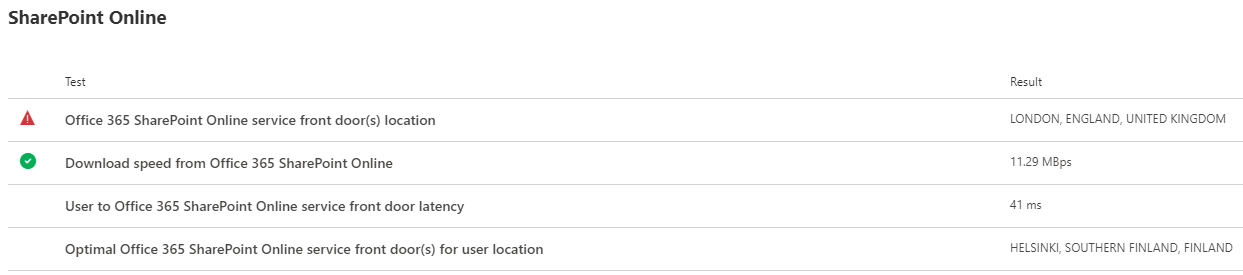 SharePoint Online
Test Result
Office 365 SharePoint Online service front door(s) location LONDON, ENGLAND, UNITED KINGDOM
Download speed from Office 365 SharePoint Online 11.29 MBps
User to Office 365 SharePoint Online service front door latency 41 ms
Optimal Office 365 SharePoint Online service front door(s) for user location HELSINKI, SOUTHERN FINLAND, FINLAND